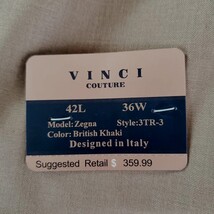 VINCI
COUTURE
42L 36W
Model:Zegna Style:3TR-3
Color: British Khaki
Designed in Italy
Suggested Retail $ 359.99